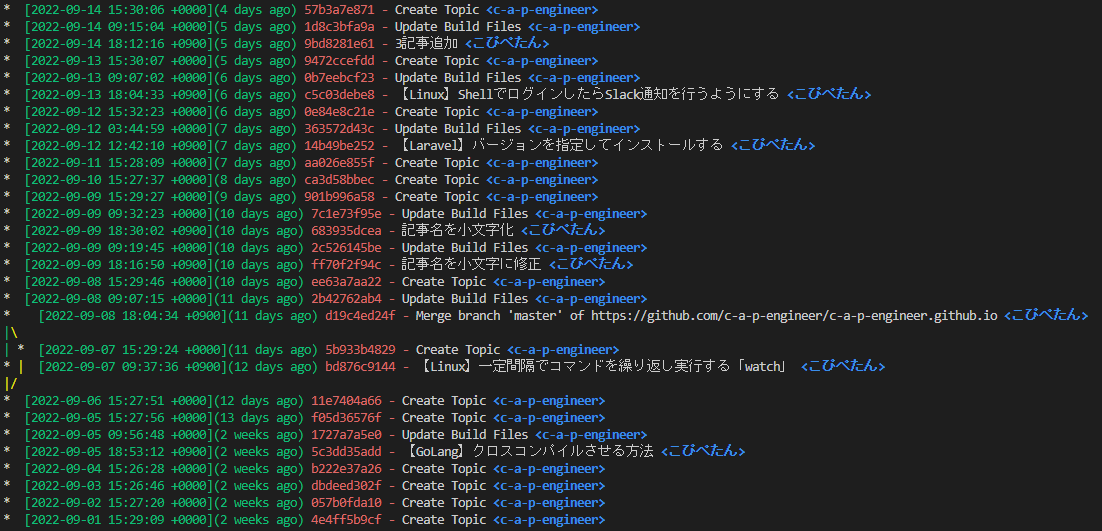 * [2022-09-14 15:30:06 +0000](4 days ago) 57b3a7e871 - Create Topic <c-a-p-engineer>
* [2022-09-14 09:15:04 +0000](5 days ago) 1d8c3bfa9a - Update Build Files <c-a-p-engineer>
* [2022-09-14 18:12:16 +0900](5 days ago) 9bd8281e61 - 3記事追加 <こぴぺたん>
* [2022-09-13 15:30:07 +0000](5 days ago) 9472ccefdd - Create Topic <c-a-p-engineer>
* [2022-09-13 09:07:02 +0000](6 days ago) 0b7eebcf23 - Update Build Files <c-a-p-engineer>
* [2022-09-13 18:04:33 +0900](6 days ago) c5c03debe8 - 【Linux】ShellでログインしたらSlack通知を行うようにする <こぴぺたん>
* [2022-09-12 15:32:23 +0000](6 days ago) 0e84e8c21e - Create Topic <c-a-p-engineer>
* [2022-09-12 03:44:59 +0000](7 days ago) 363572d43c - Update Build Files <c-a-p-engineer>
* [2022-09-12 12:42:10 +0900](7 days ago) 14b49be252 - 【Laravel】バージョンを指定してインストールする <こぴぺたん>
* [2022-09-11 15:28:09 +0000](7 days ago) aa026e855f - Create Topic <c-a-p-engineer>
* [2022-09-10 15:27:37 +0000](8 days ago) ca3d58bbec - Create Topic <c-a-p-engineer>
* [2022-09-09 15:29:27 +0000](9 days ago) 901b996a58 - Create Topic <c-a-p-engineer>
* [2022-09-09 09:32:23 +0000](10 days ago) 7c1e73f95e - Update Build Files <c-a-p-engineer>
* [2022-09-09 18:30:02 +0900](10 days ago) 683935dcea - 記事名を小文字化 <こぴぺたん>
* [2022-09-09 09:19:45 +0000](10 days ago) 2c526145be - Update Build Files <c-a-p-engineer>
* [2022-09-09 18:16:50 +0900](10 days ago) ff70f2f94c - 記事名を小文字に修正 <こぴぺたん>
* [2022-09-08 15:29:46 +0000](10 days ago) ee63a7aa22 - Create Topic <c-a-p-engineer>
* [2022-09-08 09:07:15 +0000](11 days ago) 2b42762ab4 - Update Build Files <c-a-p-engineer>
*   [2022-09-08 18:04:34 +0900](11 days ago) d19c4ed24f - Merge branch 'master' of https://github.com/c-a-p-engineer/c-a-p-engineer.github.io <こぴぺたん>
|\
| * [2022-09-07 15:29:24 +0000](11 days ago) 5b933b4829 - Create Topic <c-a-p-engineer>
* | [2022-09-07 09:37:36 +0900](12 days ago) bd876c9144 - 【Linux】一定間隔でコマンドを繰り返し実行する「watch」 <こぴぺたん>
|/
* [2022-09-06 15:27:51 +0000](12 days ago) 11e7404a66 - Create Topic <c-a-p-engineer>
* [2022-09-05 15:27:55 +0000](13 days ago) f05d36576f - Create Topic <c-a-p-engineer>
* [2022-09-05 09:56:48 +0000](2 weeks ago) 1727a7a5e0 - Update Build Files <c-a-p-engineer>
* [2022-09-05 18:53:12 +0900](2 weeks ago) 5c3dd35add - 【GoLang】クロスコンパイルさせる方法 <こぴぺたん>
* [2022-09-04 15:26:28 +0000](2 weeks ago) b222e37a26 - Create Topic <c-a-p-engineer>
* [2022-09-03 15:26:46 +0000](2 weeks ago) dbdeed302f - Create Topic <c-a-p-engineer>
* [2022-09-02 15:27:20 +0000](2 weeks ago) 057b0fda10 - Create Topic <c-a-p-engineer>
* [2022-09-01 15:29:09 +0000](2 weeks ago) 4e4ff5b9cf - Create Topic <c-a-p-engineer>